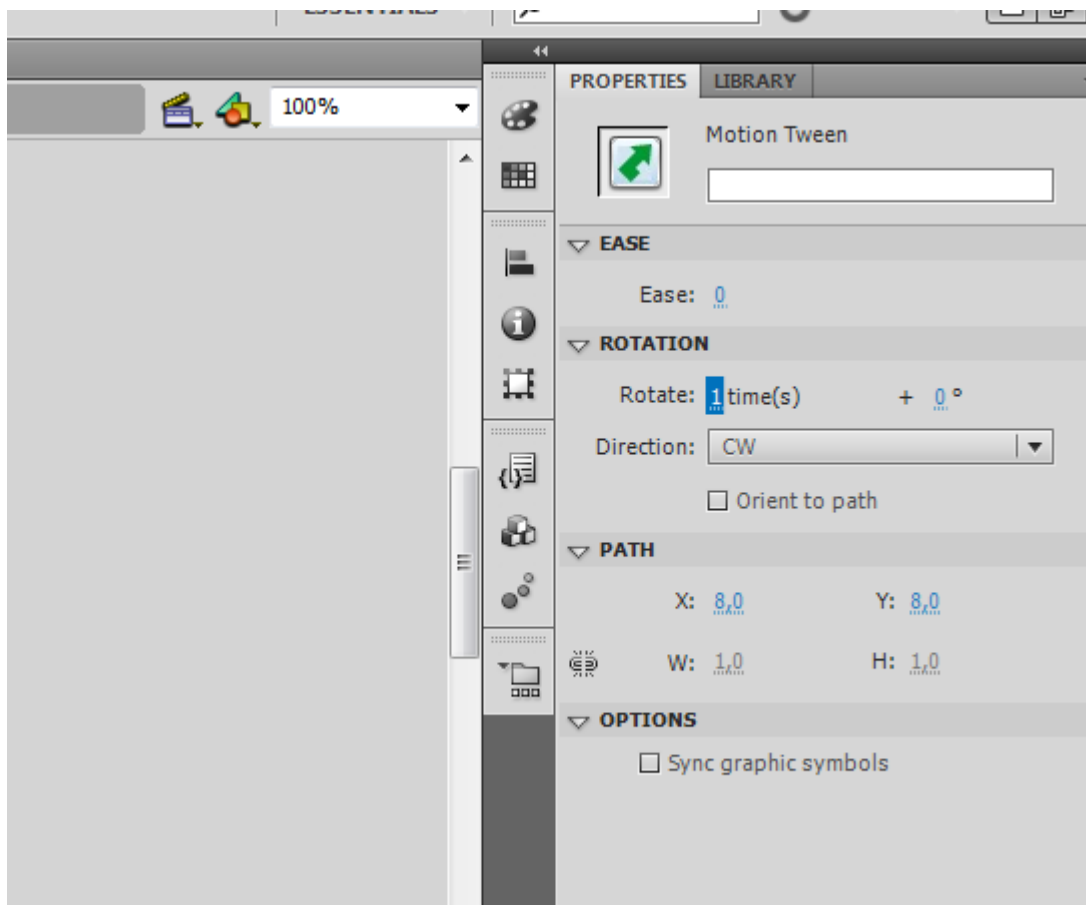 ESSENTIALS
PROPERTIES LIBRARY
100%
Motion Tween
EASE
Ease: 0
ROTATION
Rotate: 1 time(s) + 0 °
Direction: CW
Orient to path
PATH
X: 8,0 Y: 8,0
W: 1,0 H: 1,0
OPTIONS
Sync graphic symbols